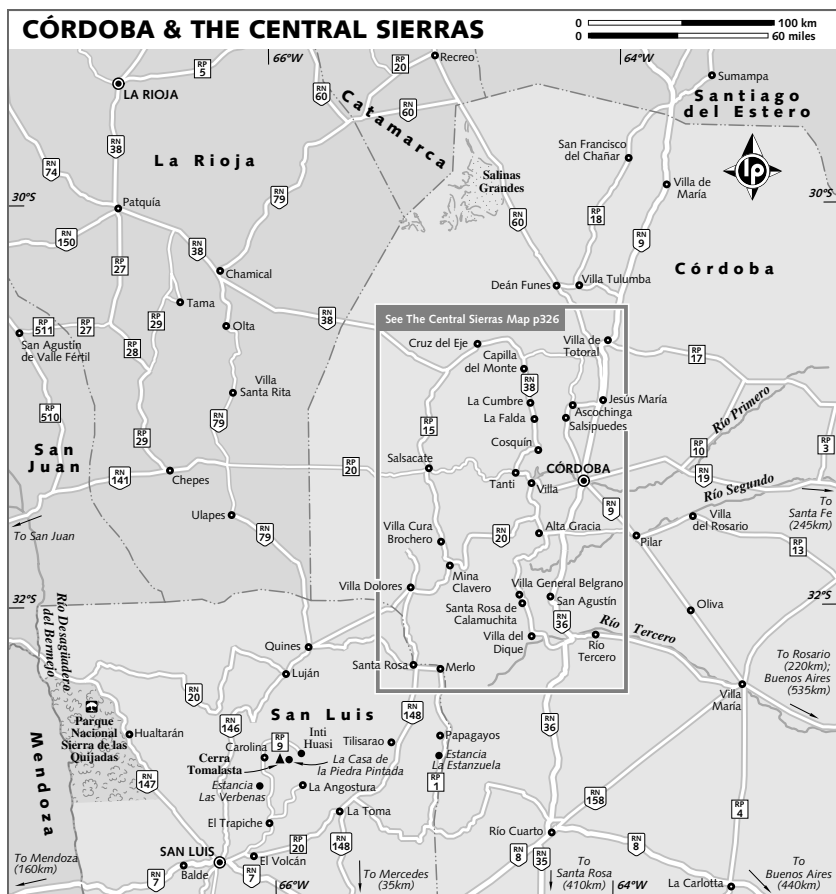 CÓRDOBA & THE CENTRAL SIERRAS
0 100 km
0 60 miles
66°W
64°W
RP 5
RP 20
Recreo
Sumampa
LA RIOJA
RN 60
Catamarca
RN 60
Santiago
del Estero
RN 38
La Rioja
San Francisco
del Chañar
lp
RN 74
Salinas
Grandes
Villa de
María
30°S
30°S
RN 79
Patquía
RN 60
RP 18
RN 9
RN 150
RN 38
RP 27
Chamical
Córdoba
Deán Funes
Villa Tulumba
Tama
RN 38
See The Central Sierras Map p326
RP 511
RP 27
RP 29
Olta
San Agustín
de Valle Fértil
RP 28
Cruz del Eje
Villa de
Totoral
Capilla
del Monte
RP 17
RN 38
Villa
Santa Rita
La Cumbre
Jesús María
Ascochinga
La Falda
Salsipuedes
Río Primero
RP 510
RN 79
RP 15
RP 29
San
Juan
Cosquín
RP 10
RP 3
RN 141
Chepes
RP 20
Salsacate
Tanti
Villa
CÓRDOBA
RN 19
Río Segundo
RN 9
To
Santa Fe
(245km)
Ulapes
To San Juan
RN 79
Villa Cura
Brochero
RN 20
Alta Gracia
Pilar
Villa
del Rosario
RP 13
Mina
Clavero
Villa Dolores
Villa General Belgrano
San Agustín
Santa Rosa de
Calamuchita
Oliva
32°S
32°S
Río Desagüadero
del Bermejo
RN 36
Río Tercero
Villa del
Dique
Río
Tercero
To Rosario
(220km);
Buenos Aires
(535km)
Quines
Santa Rosa
Merlo
Luján
Villa
María
RN 20
RN 146
San Luis
RN 148
RN 36
Parque
Nacional
Sierra de las
Quijadas
Hualtarán
Mendoza
Carolina
RP 9
Inti
Huasi
Tilisarao
Papagayos
Cerra
Tomalasta
La Casa de
la Piedra Pintada
Estancia
La Estanzuela
Estancia
Las Verbenas
La Angostura
RP 1
RN 147
RN 158
RP 4
La Toma
El Trapiche
SAN LUIS
RP 20
RN 148
Río Cuarto
RN 8
RN 8
To Mendoza
(160km)
RN 7
Balde
El Volcán
RN 7
To Mercedes
(35km)
RN 35
To
Santa Rosa
(410km)
La Carlotta
To
Buenos Aires
(440km)
66°W
64°W